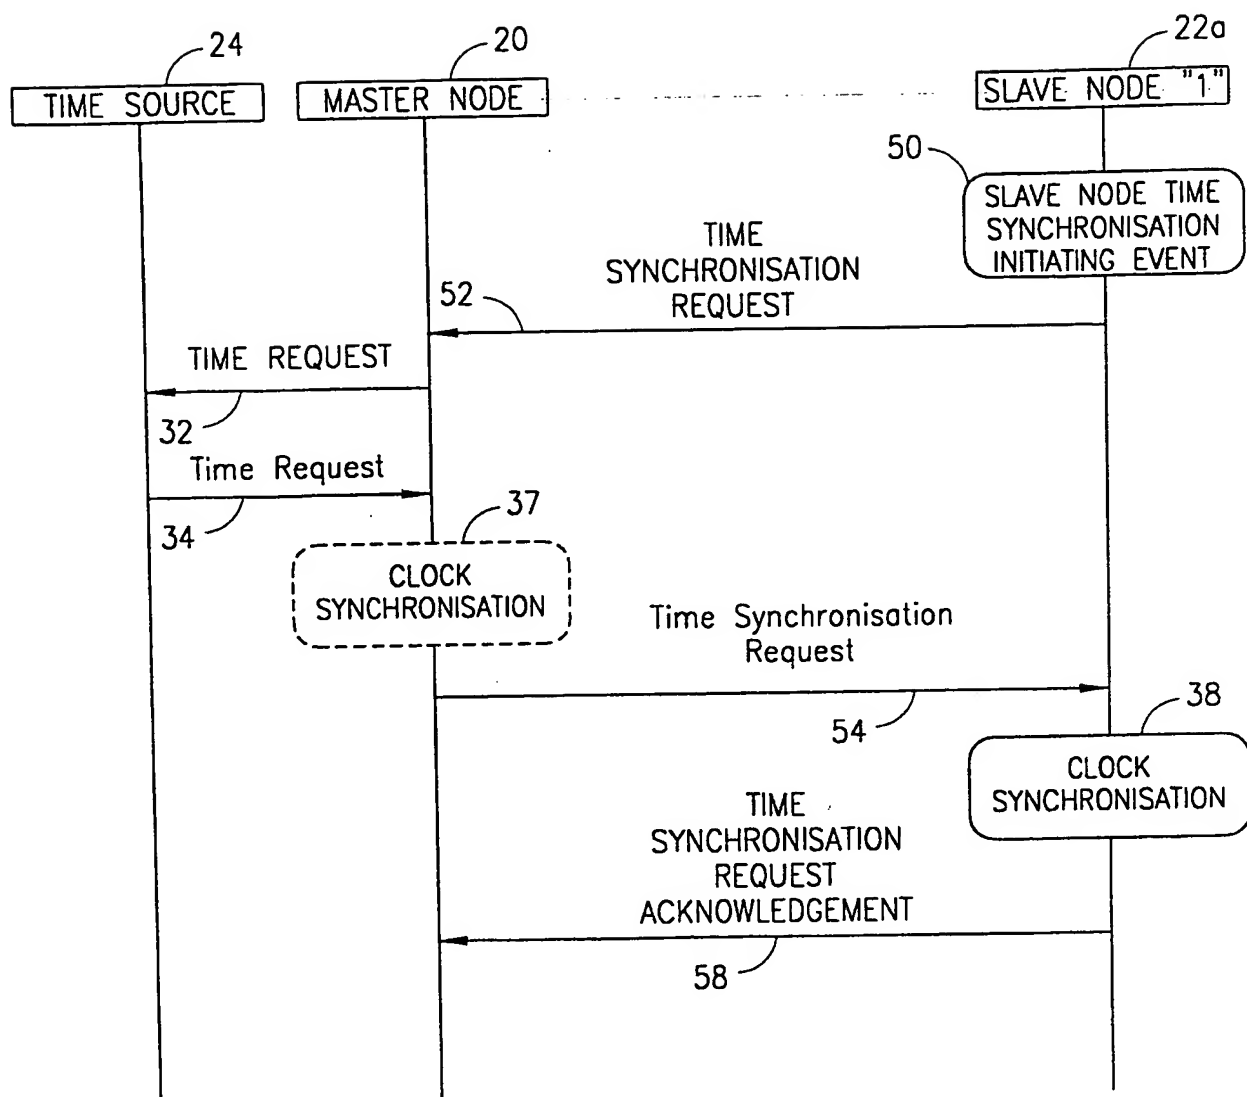 24
20
22a
TIME SOURCE
MASTER NODE
SLAVE NODE "1"
50
SLAVE NODE TIME
SYNCHRONISATION
INITIATING EVENT
TIME
SYNCHRONISATION
REQUEST
52
TIME REQUEST
32
Time Request
34
37
CLOCK
SYNCHRONISATION
Time Synchronisation
Request
54
38
CLOCK
SYNCHRONISATION
TIME
SYNCHRONISATION
REQUEST
ACKNOWLEDGEMENT
58